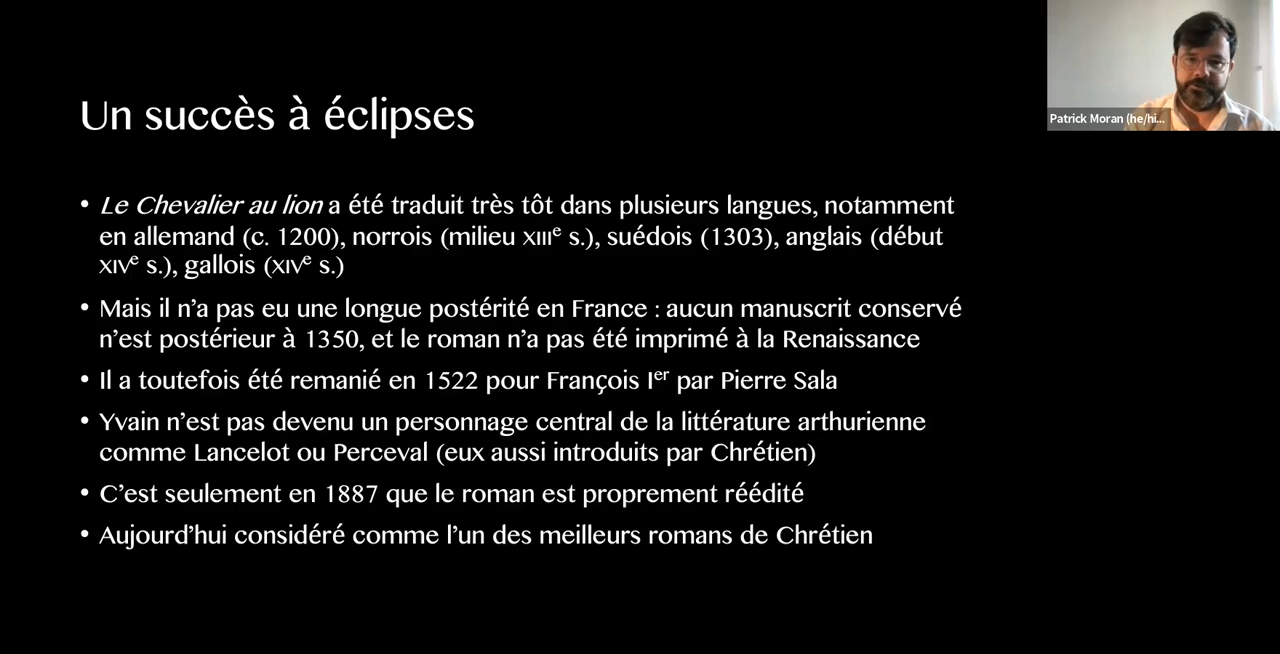 Un succès à éclipses
• Le Chevalier au lion a été traduit très tôt dans plusieurs langues, notamment
en allemand (c. 1200), norrois (milieu XIIIe s.), suédois (1303), anglais (début
XIVe s.), gallois (XIVe s.)
• Mais il n’a pas eu une longue postérité en France : aucun manuscrit conservé
n’est postérieur à 1350, et le roman n’a pas été imprimé à la Renaissance
• Il a toutefois été remanié en 1522 pour François Ier par Pierre Sala
• Yvain n’est pas devenu un personnage central de la littérature arthurienne
comme Lancelot ou Perceval (eux aussi introduits par Chrétien)
• C’est seulement en 1887 que le roman est proprement réédité
• Aujourd’hui considéré comme l’un des meilleurs romans de Chrétien
Patrick Moran (he/hi...